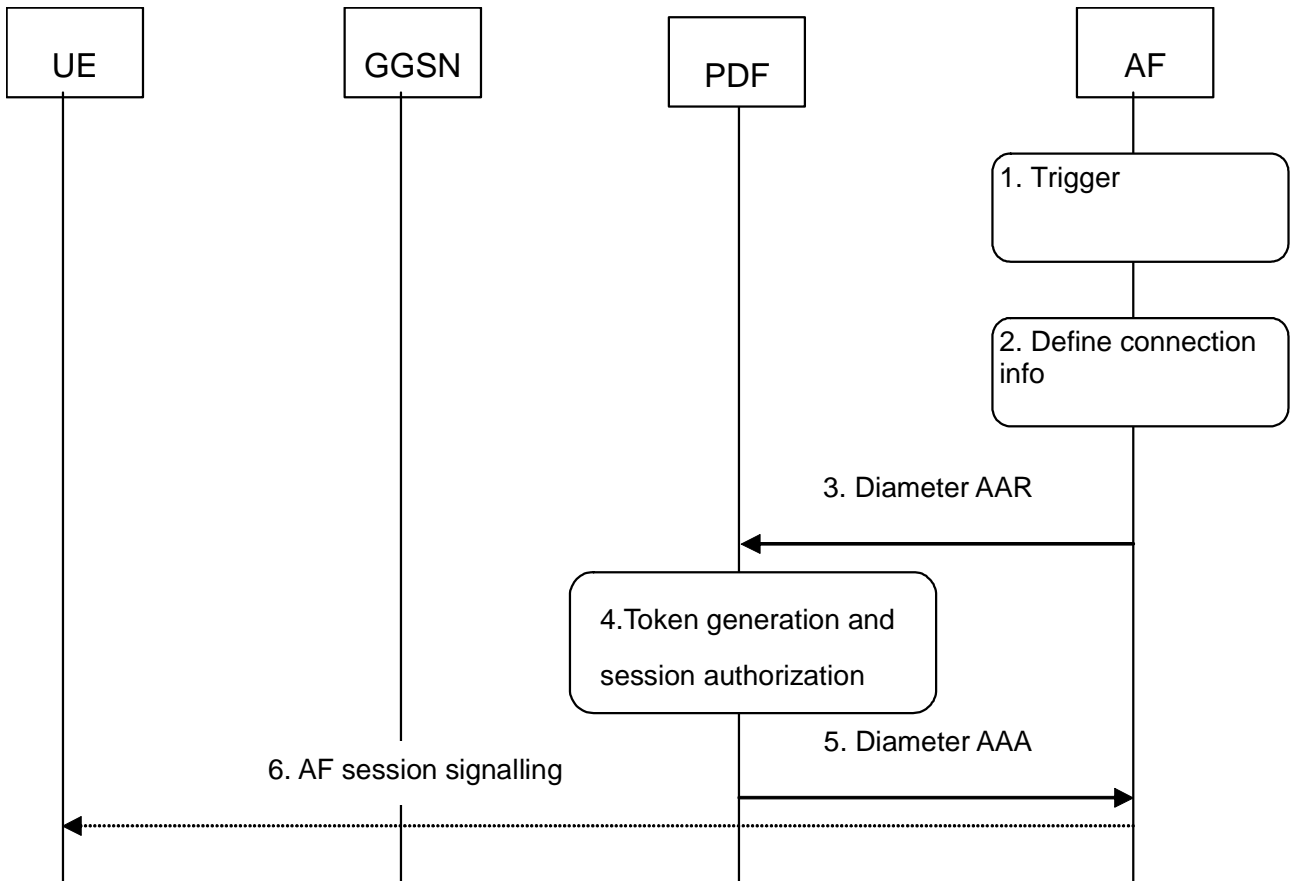 UE
GGSN
PDF
AF
1. Trigger
2. Define connection
info
3. Diameter AAR
4.Token generation and
session authorization
5. Diameter AAA
6. AF session signalling